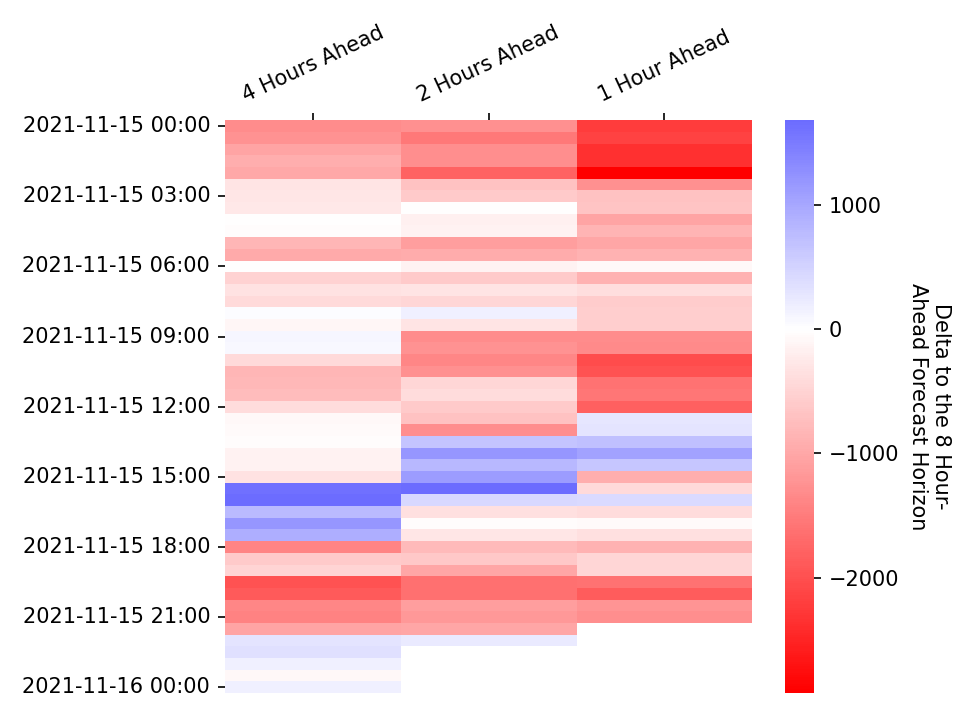 4 Hours Ahead
2 Hours Ahead
1 Hour Ahead
2021-11-15 00:00
2021-11-15 03:00
2021-11-15 06:00
2021-11-15 09:00
2021-11-15 12:00
2021-11-15 15:00
2021-11-15 18:00
2021-11-15 21:00
2021-11-16 00:00
1000
0
−1000
−2000
Delta to the 8 Hour-
Ahead Forecast Horizon